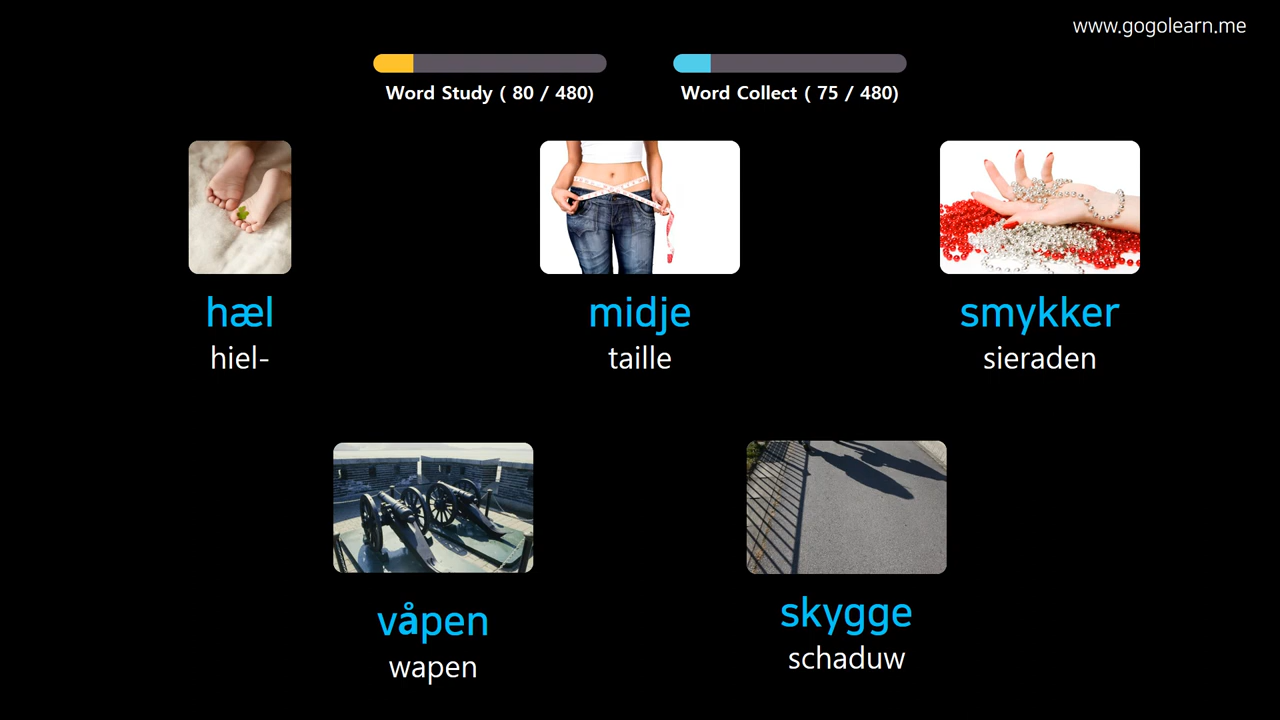 www.gogolearn.me
Word Study ( 80 / 480)
Word Collect ( 75 / 480)
hæl
hiel-
midje
taille
smykker
sieraden
våpen
wapen
skygge
schaduw